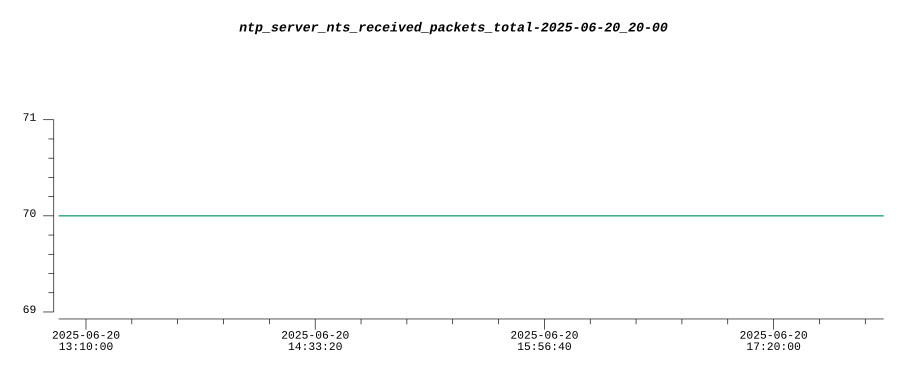 ntp_server_nts_received_packets_total-2025-06-20_20-00
71
70
69
2025-06-20 2025-06-20 2025-06-20 2025-06-20
13:10:00 14:33:20 15:56:40 17:20:00